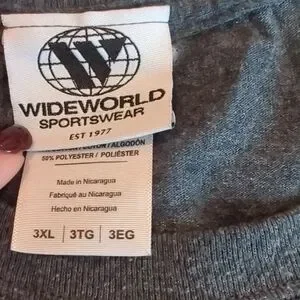 W
WIDEWORLD
SPORTSWEAR
EST 1977
/ALGODÓN
50% POLYESTER / POLIÉSTER
Made in Nicaragua
Fabriqué au Nicaragua
Hecho en Nicaragua
3XL | 3TG | 3EG